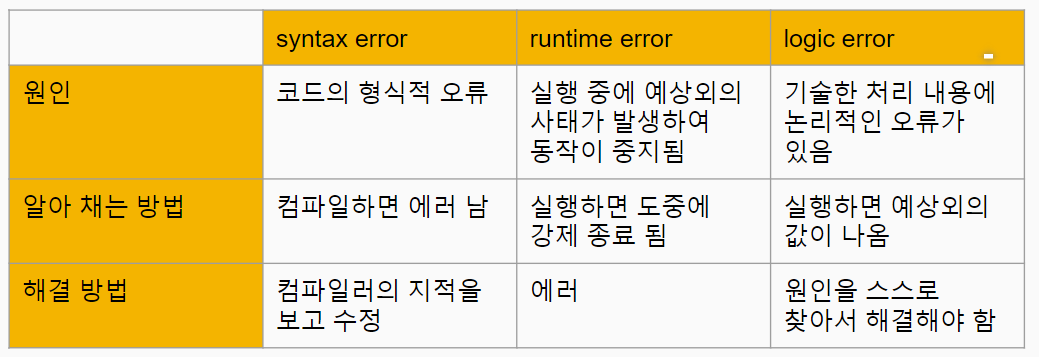 syntax error
runtime error
logic error
원인
코드의 형식적 오류
실행 중에 예상외의
사태가 발생하여
동작이 중지됨
기술한 처리 내용에
논리적인 오류가
있음
알아 채는 방법
컴파일하면 에러 남
실행하면 도중에
강제 종료 됨
실행하면 예상외의
값이 나옴
해결 방법
컴파일러의 지적을
보고 수정
에러
원인을 스스로
찾아서 해결해야 함